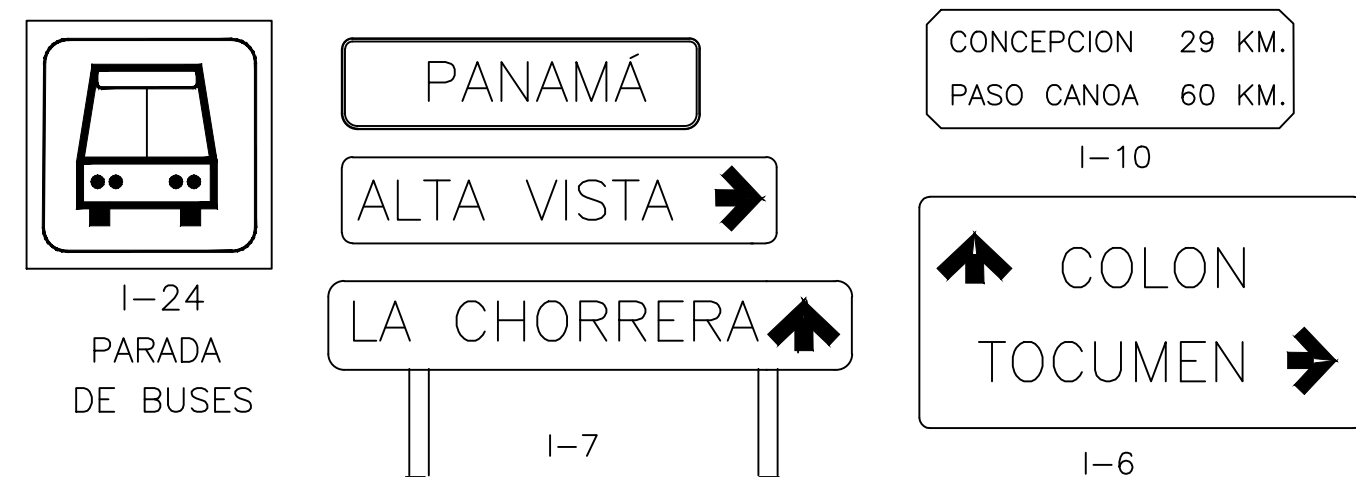 I-24
PARADA
DE BUSES
PANAMÁ
ALTA VISTA
LA CHORRERA
I-7
CONCEPCION 29 KM.
PASO CANOA 60 KM.
I-10
COLON
TOCUMEN
I-6